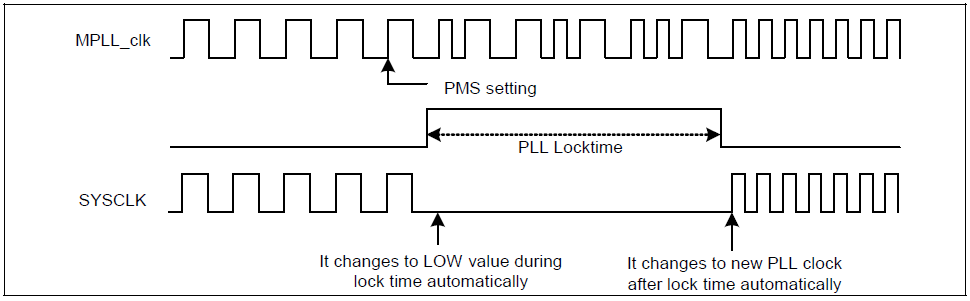 MPLL_clk
PMS setting
PLL Locktime
SYSCLK
It changes to LOW value during
lock time automatically
It changes to new PLL clock
after lock time automatically